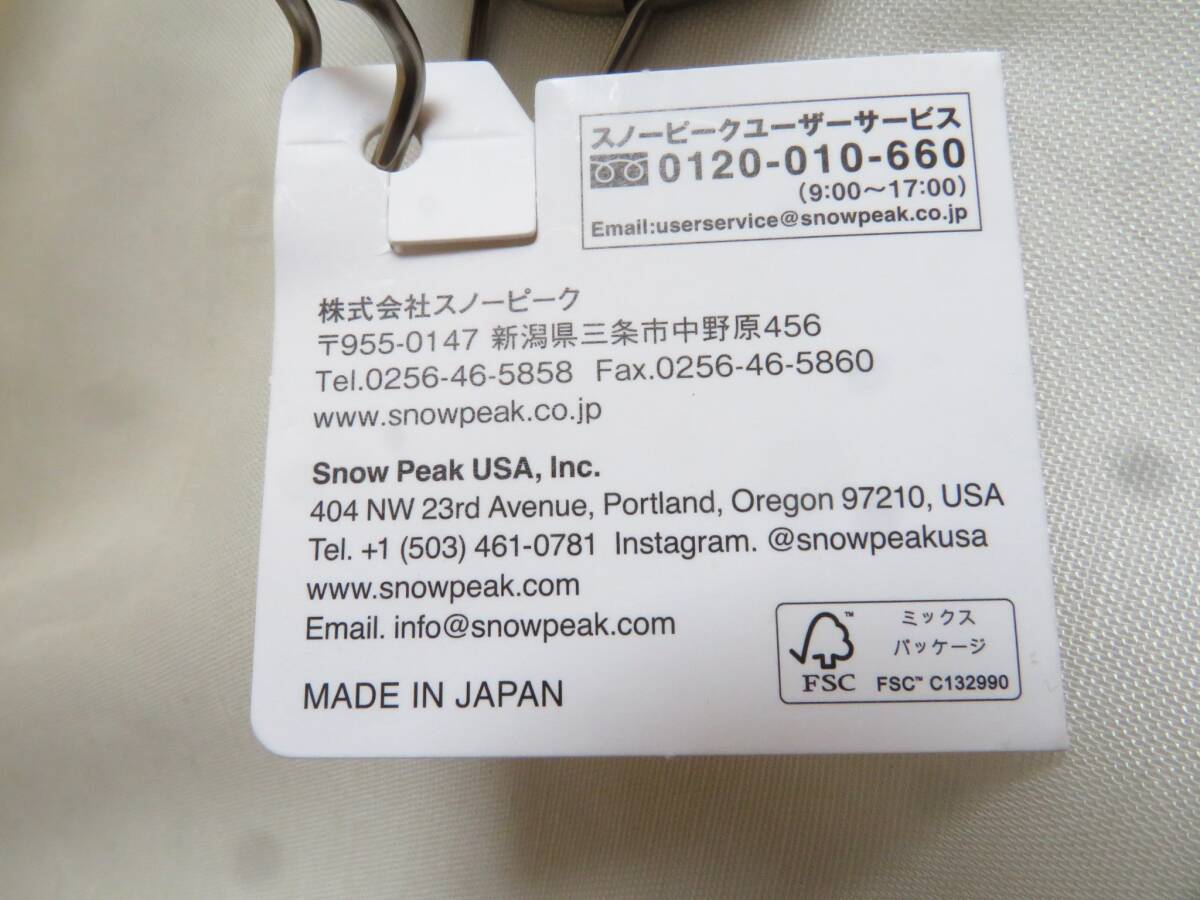 スノーピークユーザーサービス
0120-010-660
(9:00〜17:00)
Email:userservice@snowpeak.co.jp
株式会社スノーピーク
〒955-0147 新潟県三条市中野原456
Tel.0256-46-5858 Fax.0256-46-5860
www.snowpeak.co.jp
Snow Peak USA, Inc.
404 NW 23rd Avenue, Portland, Oregon 97210, USA
Tel. +1 (503) 461-0781 Instagram. @snowpeakusa
www.snowpeak.com
Email. info@snowpeak.com
MADE IN JAPAN
ミックス
パッケージ
FSC™ C132990
™
FSC